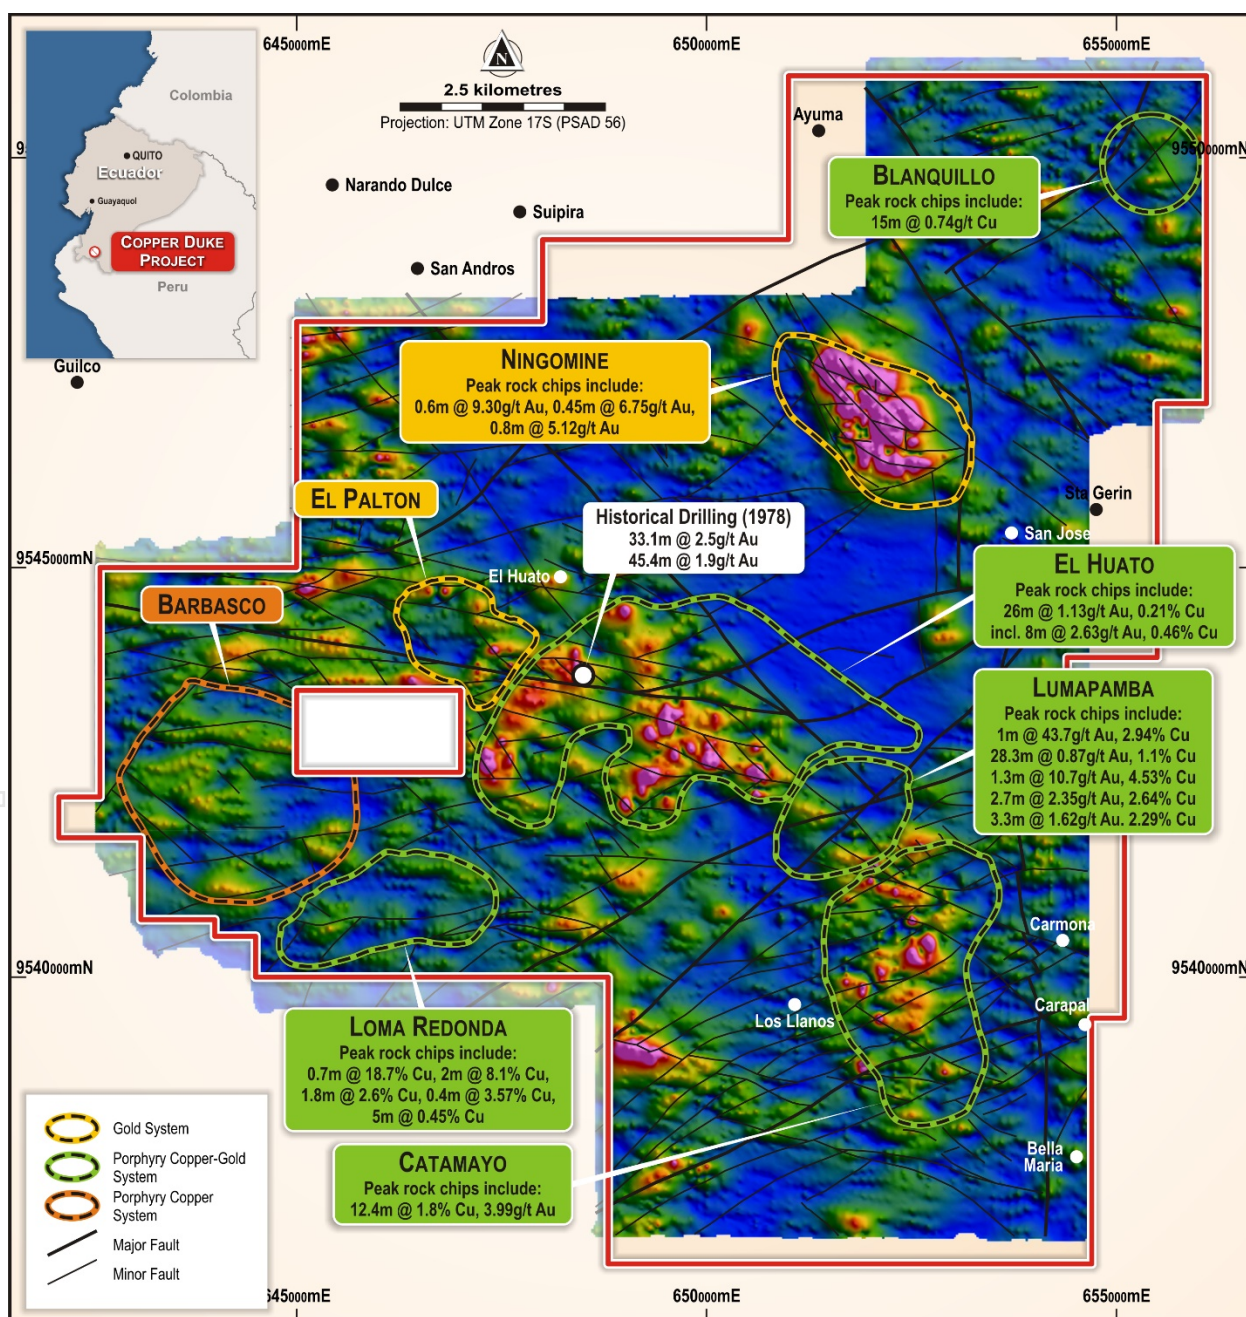 645000mE
650000mE
655000mE
Colombia
QUITO
Ecuador
Guayaquol
COPPER DUKE
PROJECT
Peru
N
2.5 kilometres
Projection: UTM Zone 17S (PSAD 56)
Ayuma
9550000mN
Narando Dulce
Suipira
San Andros
Guilco
BLANQUILLO
Peak rock chips include:
15m @ 0.74g/t Cu
NINGOMINE
Peak rock chips include:
0.6m @ 9.30g/t Au, 0.45m @ 6.75g/t Au,
0.8m @ 5.12g/t Au
EL PALTON
Historical Drilling (1978)
33.1m @ 2.5g/t Au
45.4m @ 1.9g/t Au
Sta Gerin
San Jose
9545000mN
El Huato
EL HUATO
Peak rock chips include:
26m @ 1.13g/t Au, 0.21% Cu
incl. 8m @ 2.63g/t Au, 0.46% Cu
BARBASCO
LUMAPAMBA
Peak rock chips include:
1m @ 43.7g/t Au, 2.94% Cu
28.3m @ 0.87g/t Au, 1.1% Cu
1.3m @ 10.7g/t Au, 4.53% Cu
2.7m @ 2.35g/t Au, 2.64% Cu
3.3m @ 1.62g/t Au. 2.29% Cu
Carmona
9540000mN
9540000mN
Los Llanos
Carapal
LOMA REDONDA
Peak rock chips include:
0.7m @ 18.7% Cu, 2m @ 8.1% Cu,
1.8m @ 2.6% Cu, 0.4m @ 3.57% Cu,
5m @ 0.45% Cu
CATAMAYO
Peak rock chips include:
12.4m @ 1.8% Cu, 3.99g/t Au
Bella
Maria
Gold System
Porphyry Copper-Gold
System
Porphyry Copper
System
Major Fault
Minor Fault
645000mE
650000mE
655000mE